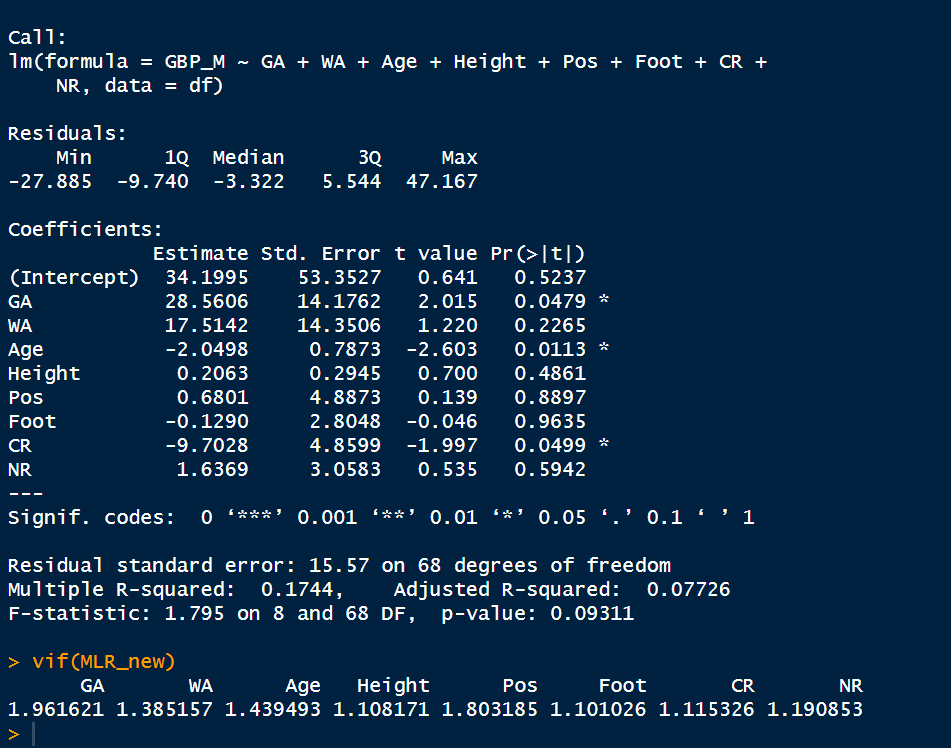 Call:
lm(formula = GBP_M ~ GA + WA + Age + Height + Pos + Foot + CR +
    NR, data = df)
Residuals:
    Min      1Q  Median      3Q     Max
-27.885  -9.740  -3.322   5.544  47.167
Coefficients:
            Estimate Std. Error t value Pr(>|t|)
(Intercept)  34.1995    53.3527   0.641   0.5237
GA           28.5606    14.1762   2.015   0.0479 *
WA           17.5142    14.3506   1.220   0.2265
Age          -2.0498     0.7873  -2.603   0.0113 *
Height        0.2063     0.2945   0.700   0.4861
Pos           0.6801     4.8873   0.139   0.8897
Foot         -0.1290     2.8048  -0.046   0.9635
CR           -9.7028     4.8599  -1.997   0.0499 *
NR            1.6369     3.0583   0.535   0.5942
---
Signif. codes:  0 ‘***’ 0.001 ‘**’ 0.01 ‘*’ 0.05 ‘.’ 0.1 ‘ ’ 1
Residual standard error: 15.57 on 68 degrees of freedom
Multiple R-squared:  0.1744,    Adjusted R-squared:  0.07726
F-statistic: 1.795 on 8 and 68 DF,  p-value: 0.09311
> vif(MLR_new)
      GA       WA      Age   Height      Pos     Foot       CR       NR
1.961621 1.385157 1.439493 1.108171 1.803185 1.101026 1.115326 1.190853
>